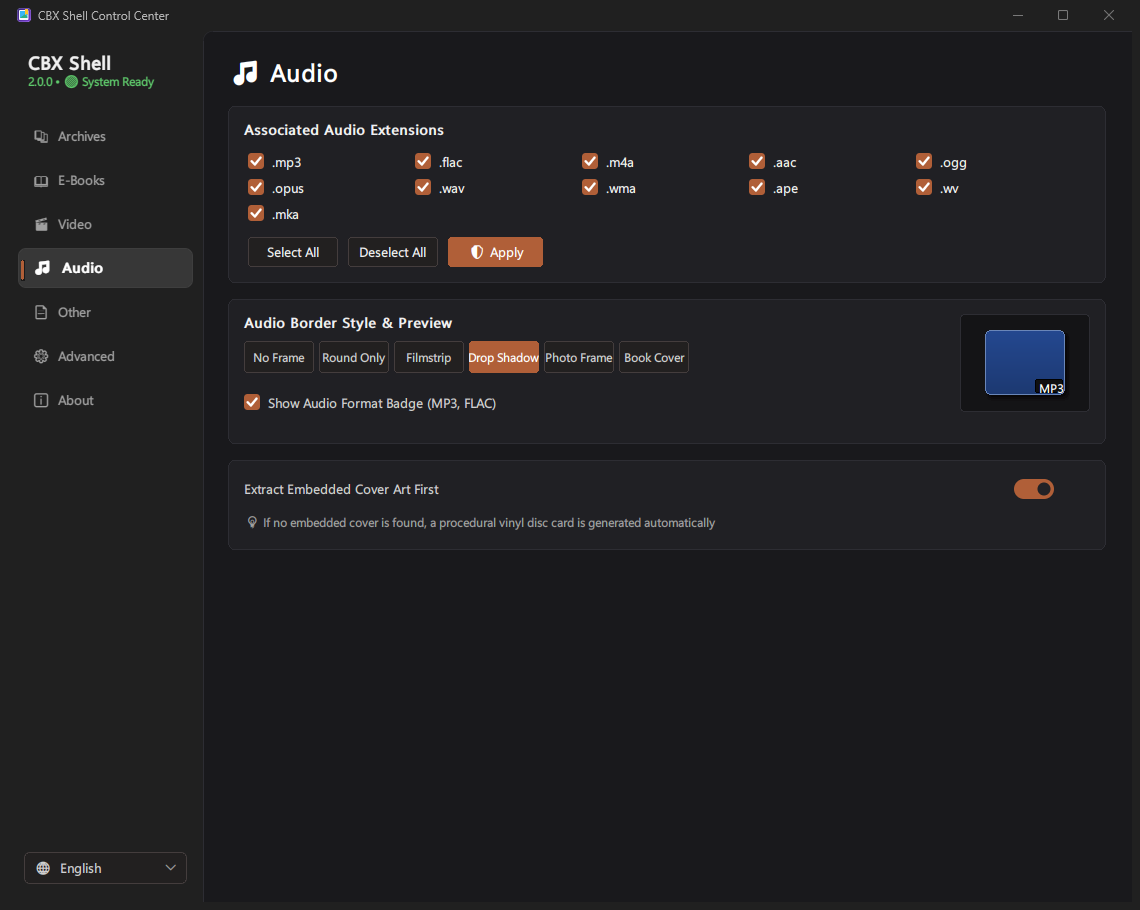 CBX Shell Control Center
CBX Shell
2.0.0 • System Ready
Archives
E-Books
Video
Audio
Other
Advanced
About
English
Audio
Associated Audio Extensions
.mp3 .flac .m4a .aac .ogg
.opus .wav .wma .ape .wv
.mka
Select All Deselect All Apply
Audio Border Style & Preview
No Frame Round Only Filmstrip Drop Shadow Photo Frame Book Cover
MP3
Show Audio Format Badge (MP3, FLAC)
Extract Embedded Cover Art First
If no embedded cover is found, a procedural vinyl disc card is generated automatically